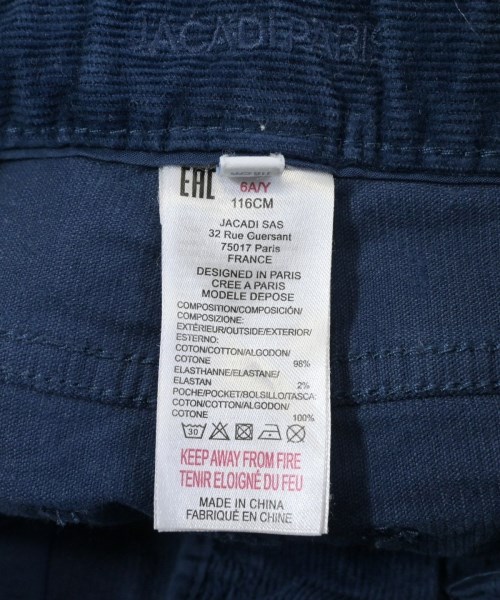 JACADI PARIS
EAC
6A/Y
116CM
JACADI SAS
32 Rue Guersant
75017 Paris
FRANCE
DESIGNED IN PARIS
CREE A PARIS
MODELE DEPOSE
COMPOSITION/COMPOSICIÓN/
COMPOSIZIONE:
EXTÉRIEUR/OUTSIDE/EXTERIOR/
ESTERNO:
COTON/COTTON/ALGODON/
COTONE 98%
ELASTHANNE/ELASTANE/
ELASTAN 2%
POCHE/POCKET/BOLSILLO/TASCA:
COTON/COTTON/ALGODON/
COTONE 100%
30
KEEP AWAY FROM FIRE
TENIR ELOIGNÉ DU FEU
MADE IN CHINA
FABRIQUÉ EN CHINE